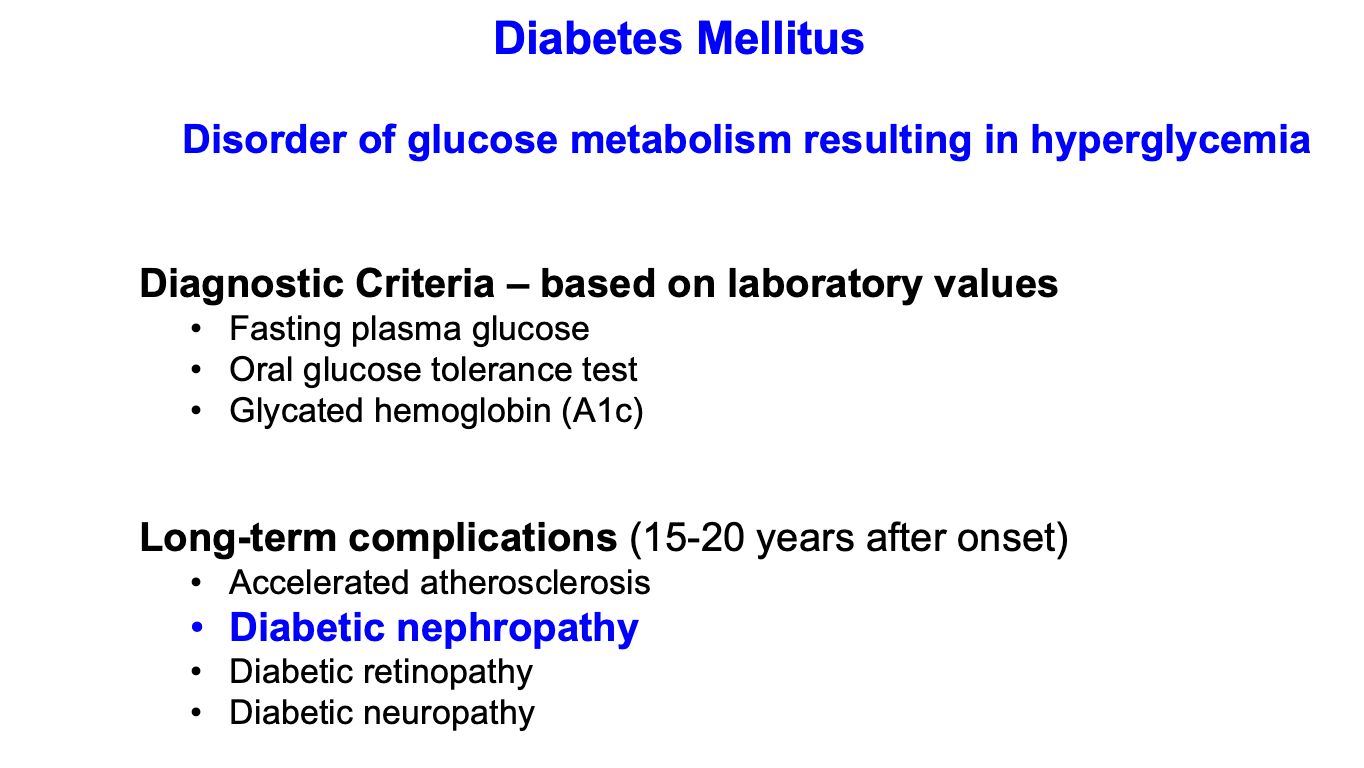 Diabetes Mellitus
Disorder of glucose metabolism resulting in hyperglycemia
Diagnostic Criteria – based on laboratory values
• Fasting plasma glucose
• Oral glucose tolerance test
• Glycated hemoglobin (A1c)
Long-term complications (15-20 years after onset)
• Accelerated atherosclerosis
• Diabetic nephropathy
• Diabetic retinopathy
• Diabetic neuropathy